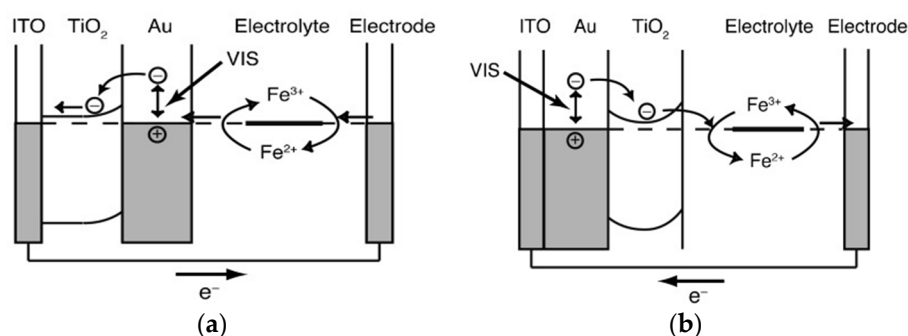 ITO TiO2 Au Electrolyte Electrode
VIS
Fe3+
Fe2+
e−
(a)
ITO Au TiO2 Electrolyte Electrode
VIS
Fe3+
Fe2+
e−
(b)